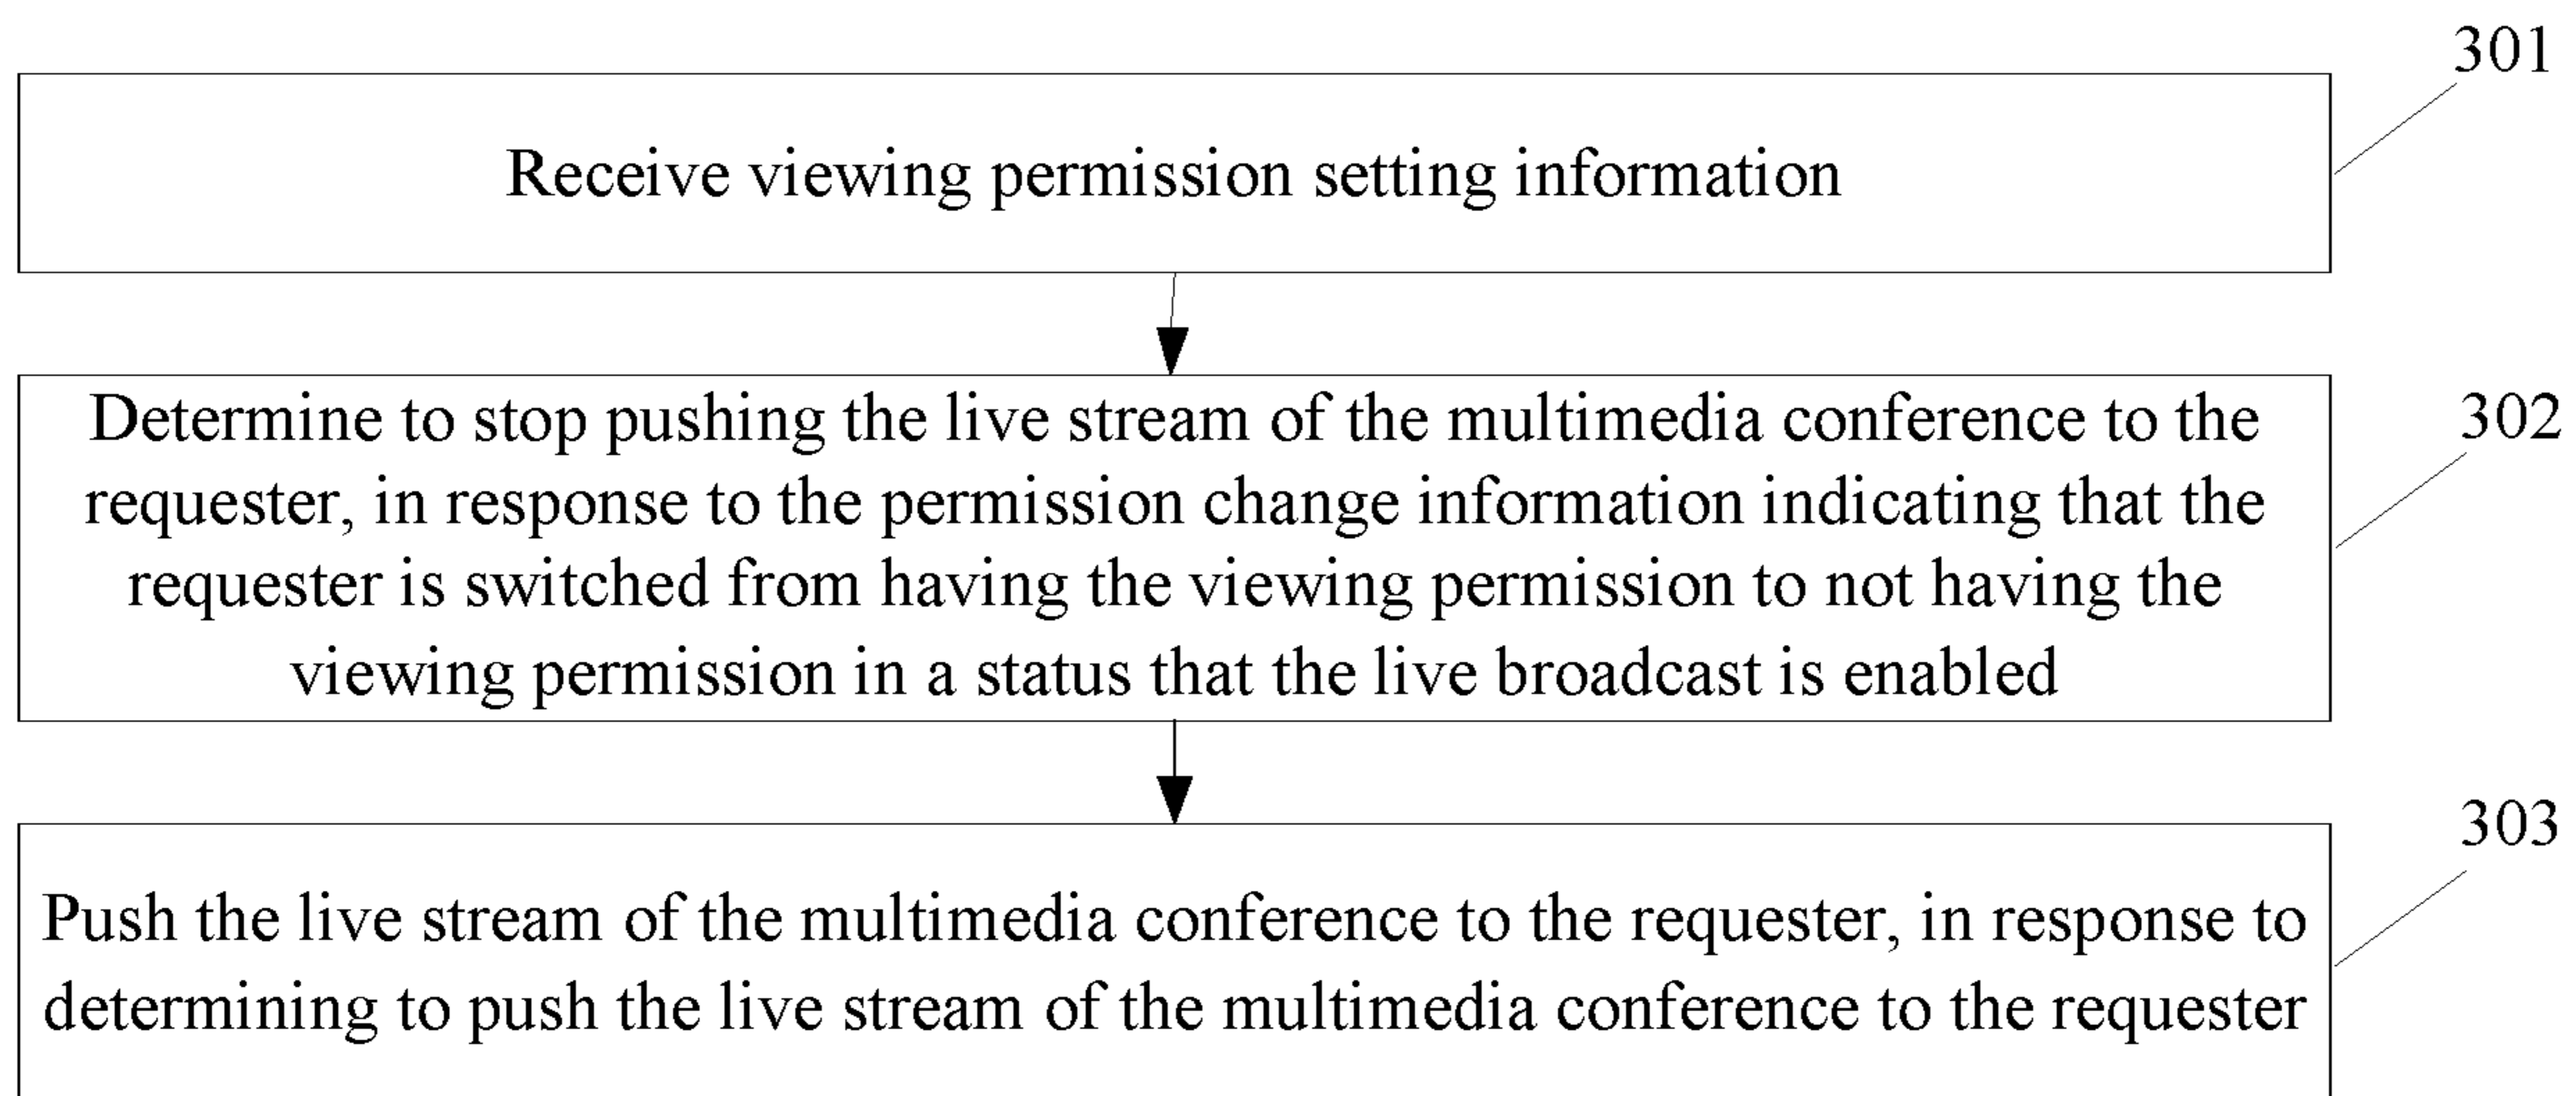 301
Receive viewing permission setting information
302
Determine to stop pushing the live stream of the multimedia conference to the
requester, in response to the permission change information indicating that the
requester is switched from having the viewing permission to not having the
viewing permission in a status that the live broadcast is enabled
303
Push the live stream of the multimedia conference to the requester, in response to
determining to push the live stream of the multimedia conference to the requester